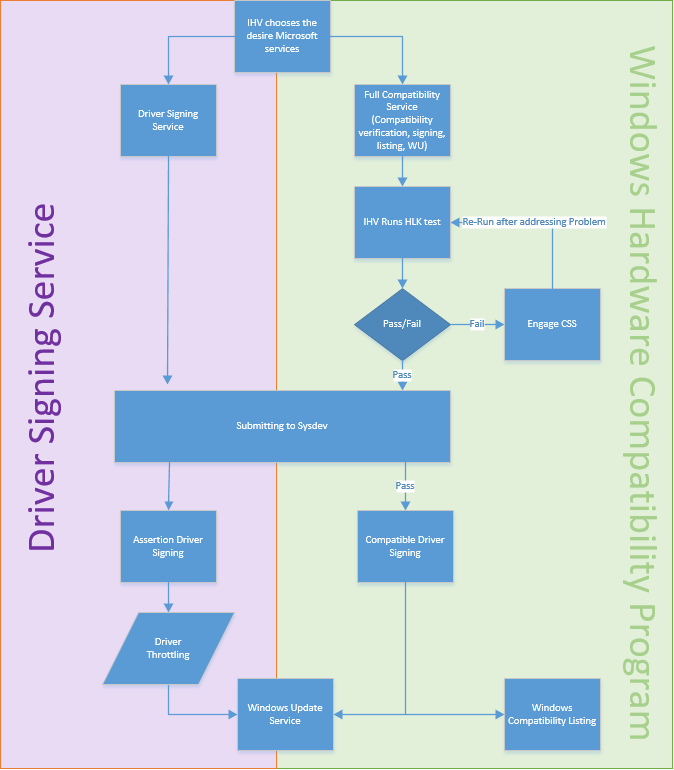 IHV chooses the
desire Microsoft
services
Driver Signing
Service
Full Compatibility
Service
(Compatibility
verification, signing,
listing, WU)
IHV Runs HLK test
Re-Run after addressing Problem
Pass/Fail
Fail
Engage CSS
Pass
Submitting to Sysdev
Pass
Assertion Driver
Signing
Compatible Driver
Signing
Driver
Throttling
Windows Update
Service
Windows
Compatibility Listing
Driver Signing Service
Windows Hardware Compatibility Program